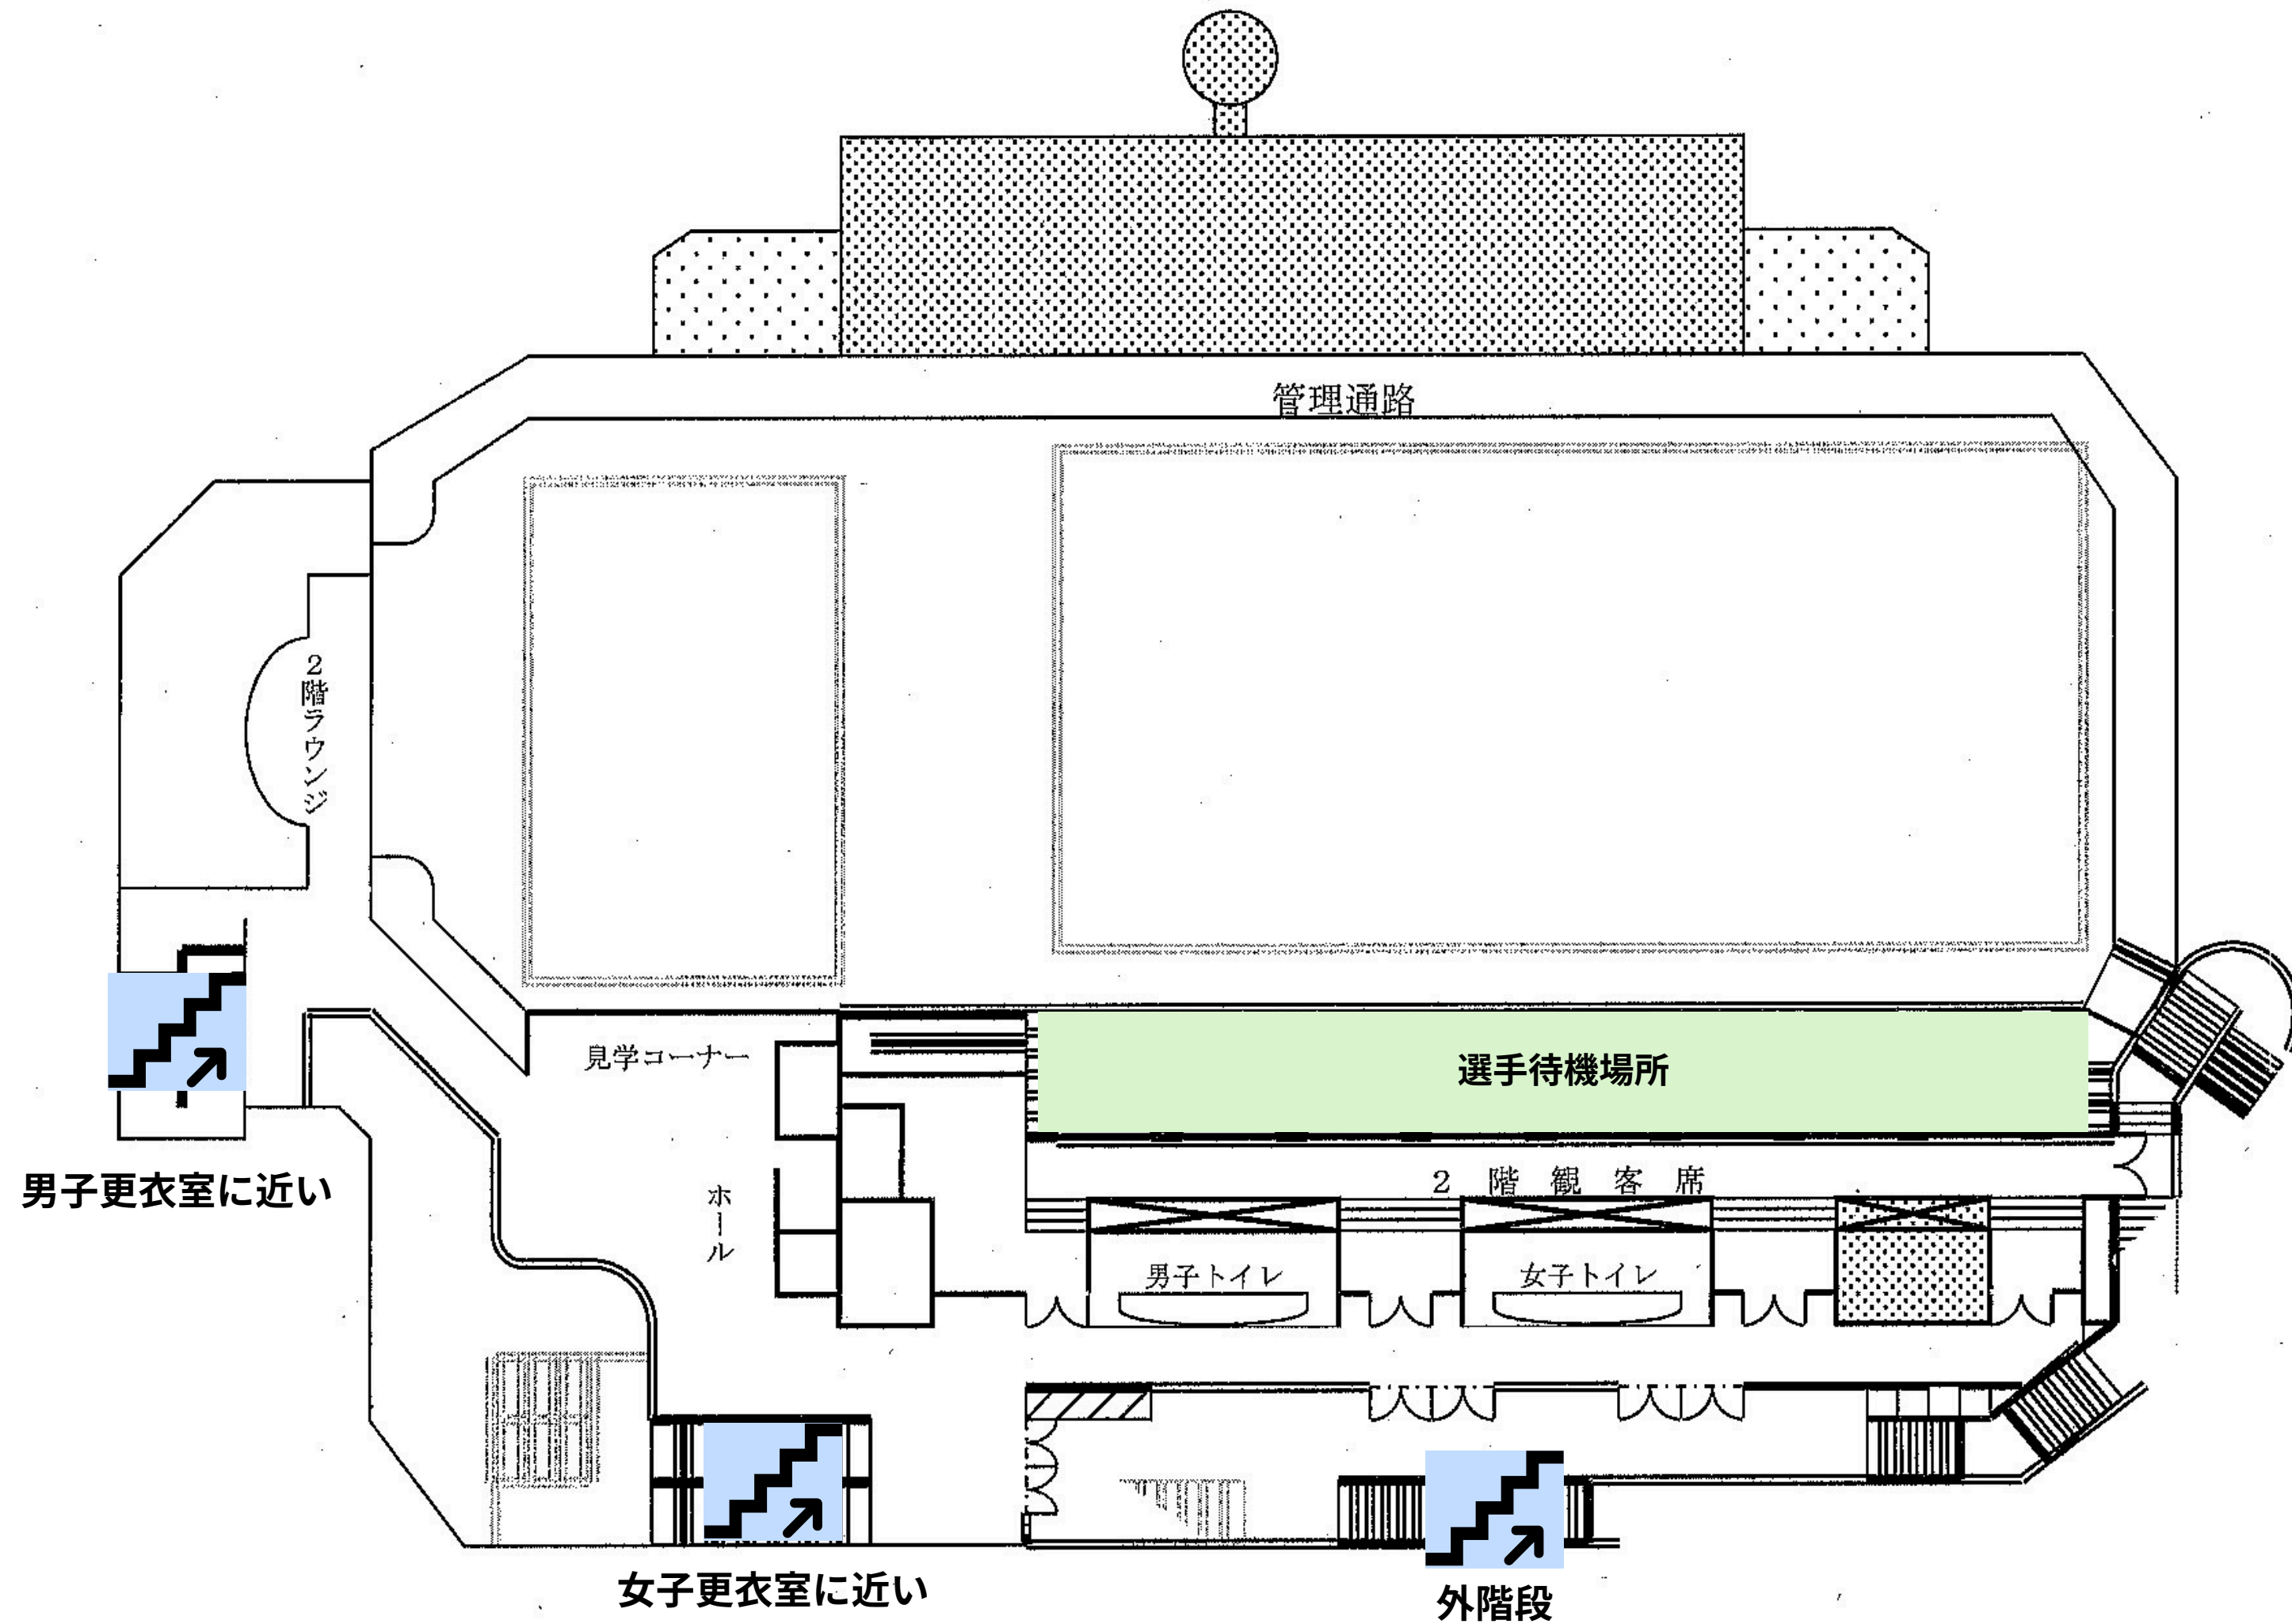 管理通路
2階ラウンジ
見学コーナー
選手待機場所
男子更衣室に近い
ホール
2階観客席
男子トイレ
女子トイレ
女子更衣室に近い
外階段